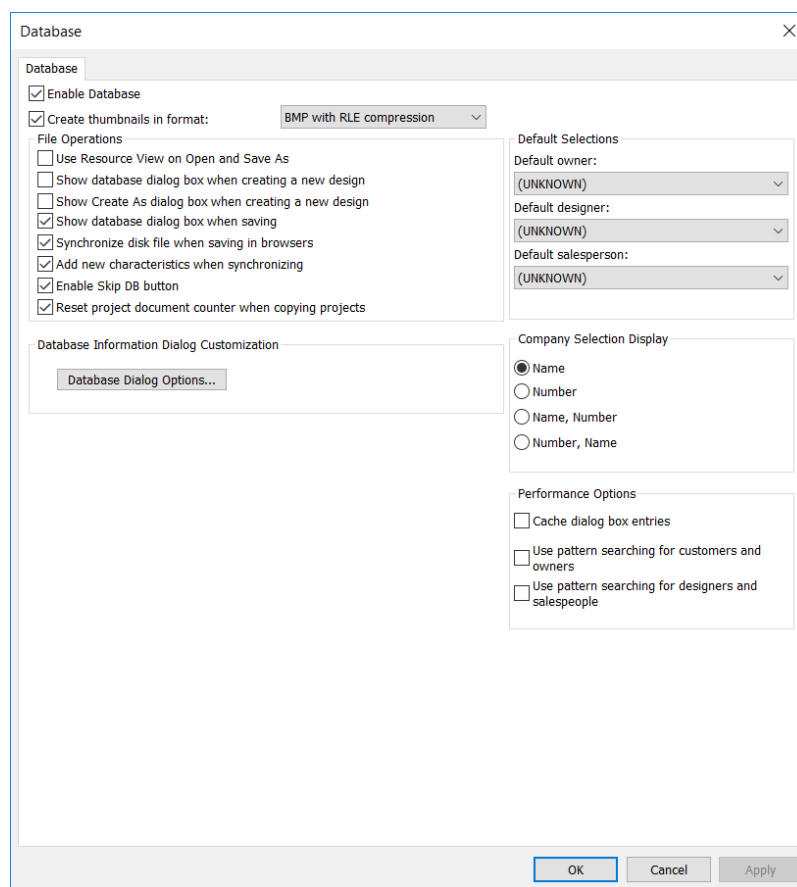 Database
Database
Enable Database
Create thumbnails in format:
BMP with RLE compression
File Operations
Use Resource View on Open and Save As
Show database dialog box when creating a new design
Show Create As dialog box when creating a new design
Show database dialog box when saving
Synchronize disk file when saving in browsers
Add new characteristics when synchronizing
Enable Skip DB button
Reset project document counter when copying projects
Database Information Dialog Customization
Database Dialog Options...
Default Selections
Default owner:
(UNKNOWN)
Default designer:
(UNKNOWN)
Default salesperson:
(UNKNOWN)
Company Selection Display
Name
Number
Name, Number
Number, Name
Performance Options
Cache dialog box entries
Use pattern searching for customers and
owners
Use pattern searching for designers and
salespeople
OK
Cancel
Apply